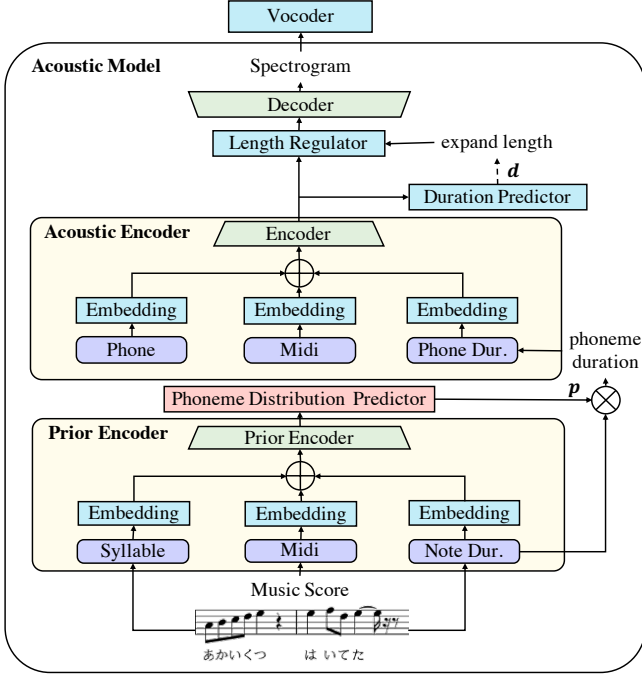 Vocoder
Acoustic Model
Spectrogram
Decoder
Length Regulator
expand length
d
Duration Predictor
Acoustic Encoder
Encoder
Embedding
Embedding
Embedding
Phone
Midi
Phone Dur.
phoneme
duration
Phoneme Distribution Predictor
p
Prior Encoder
Prior Encoder
Embedding
Embedding
Embedding
Syllable
Midi
Note Dur.
Music Score
あかいくつ はいてた